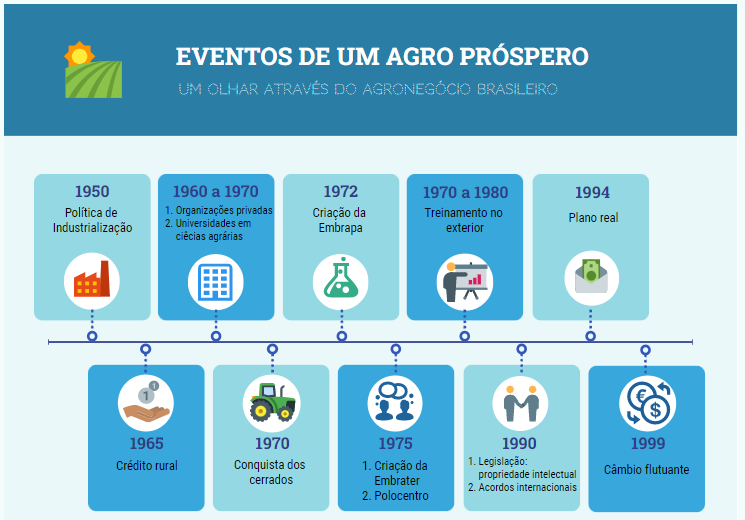 EVENTOS DE UM AGRO PRÓSPERO
UM OLHAR ATRAVÉS DO AGRONEGÓCIO BRASILEIRO
1950
Política de
Industrialização
1960 a 1970
1. Organizações privadas
2. Universidades em
ciêcias agrárias
1972
Criação da
Embrapa
1970 a 1980
Treinamento no
exterior
1994
Plano real
1
1
1965
Crédito rural
1970
Conquista dos
cerrados
1975
1. Criação da
Embrater
2. Polocentro
1990
1. Legislação:
propriedade intelectual
2. Acordos internacionais
€
$
1999
Câmbio flutuante